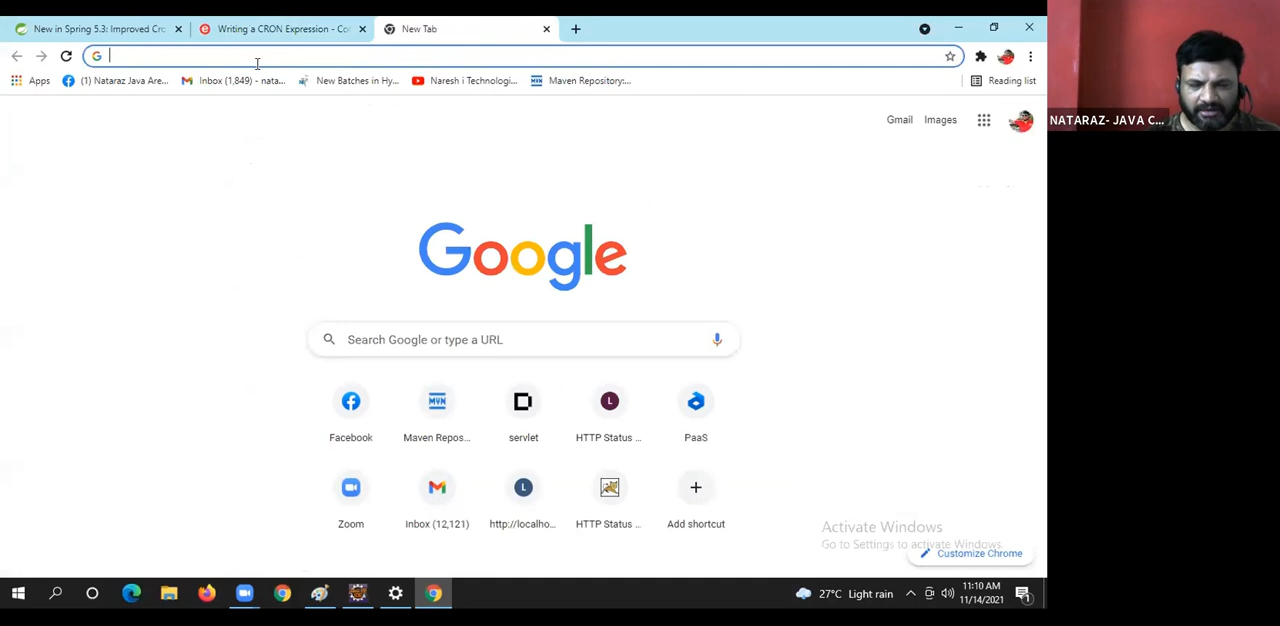 New in Spring 5.3: Improved Cro
Writing a CRON Expression - Co
New Tab
Apps
(1) Nataraz Java Are...
Inbox (1,849) - nata...
New Batches in Hy...
Naresh i Technologi...
Maven Repository:...
Reading list
NATARAZ- JAVA C...
Gmail
Images
Google
Search Google or type a URL
Facebook
Maven Repos...
servlet
HTTP Status ...
PaaS
Zoom
Inbox (12,121)
http://localho...
HTTP Status ...
Add shortcut
Activate Windows
Go to Settings to activate Windows.
Customize Chrome
27°C Light rain
11:10 AM
11/14/2021